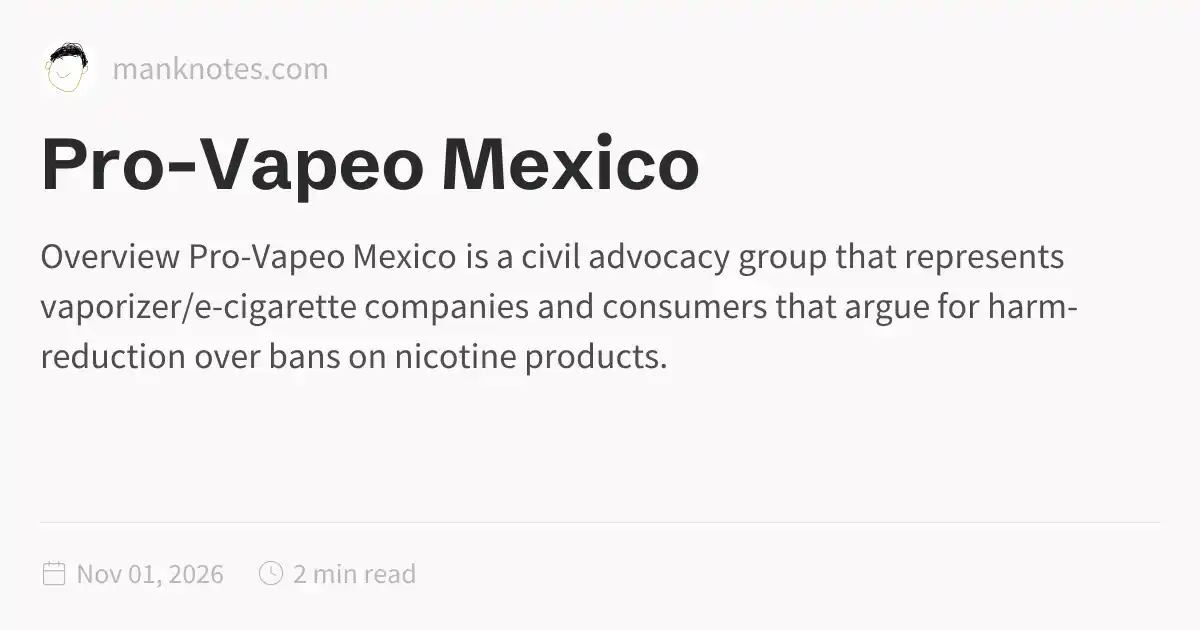 manknotes.com
Pro-Vapeo Mexico
Overview Pro-Vapeo Mexico is a civil advocacy group that represents
vaporizer/e-cigarette companies and consumers that argue for harm-
reduction over bans on nicotine products.
Nov 01, 2026 2 min read